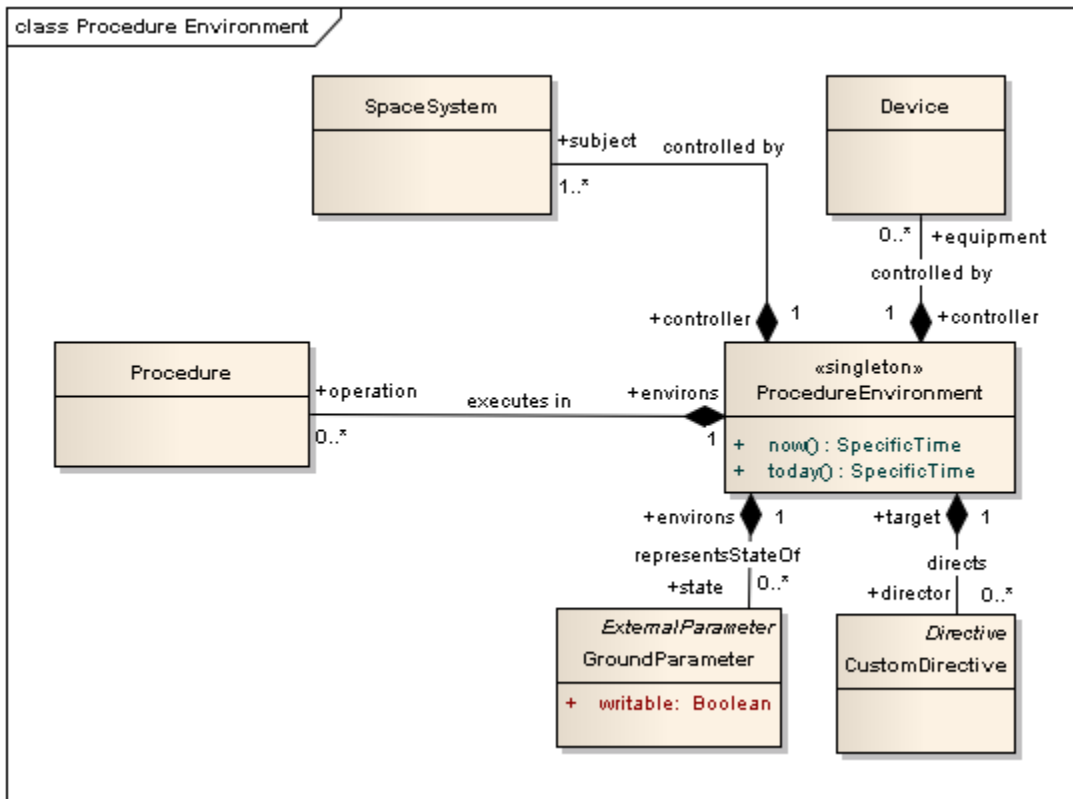 class Procedure Environment
SpaceSystem
Device
+subject
controlled by
1..*
0..*
+equipment
controlled by
+controller
1
1
+controller
Procedure
+operation
executes in
+environs
0..*
1
«singleton»
ProcedureEnvironment
+ now() : SpecificTime
+ today() : SpecificTime
+environs
1
+target
1
representsStateOf
directs
+state
0..*
+director
0..*
ExternalParameter
GroundParameter
+ writable: Boolean
Directive
CustomDirective